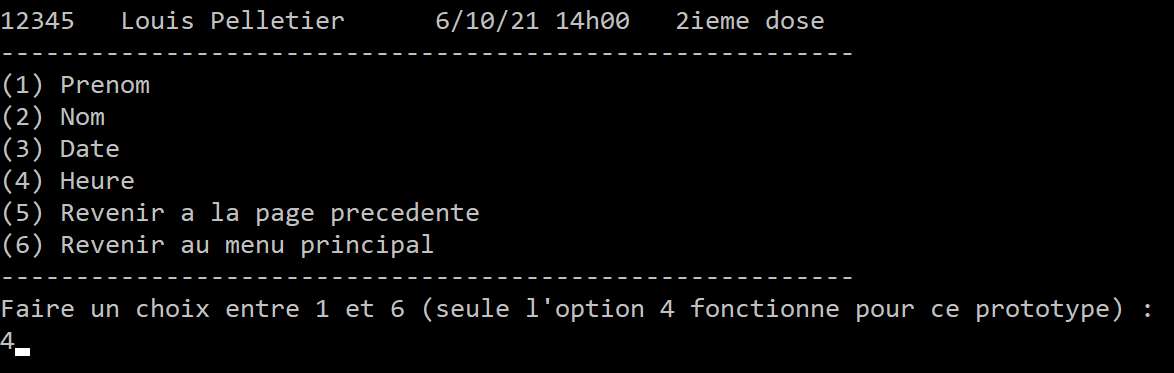 12345   Louis Pelletier      6/10/21 14h00   2ieme dose
---------------------------------------------------------
(1) Prenom
(2) Nom
(3) Date
(4) Heure
(5) Revenir a la page precedente
(6) Revenir au menu principal
---------------------------------------------------------
Faire un choix entre 1 et 6 (seule l'option 4 fonctionne pour ce prototype) :
4